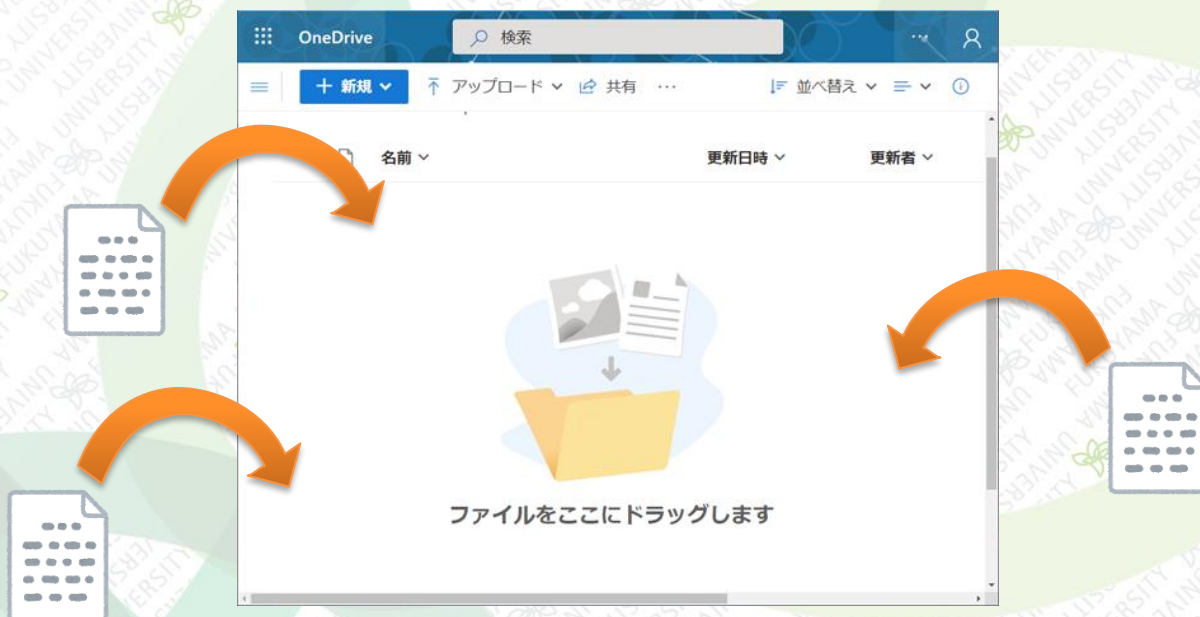 OneDrive
検索
新規
アップロード
共有
並べ替え
名前
更新日時
更新者
ファイルをここにドラッグします
FUKUYAMA UNIVERSITY